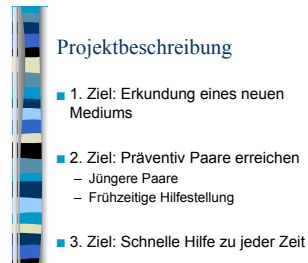 Projektbeschreibung
1. Ziel: Erkundung eines neuen
Mediums
2. Ziel: Präventiv Paare erreichen
– Jüngere Paare
– Frühzeitige Hilfestellung
3. Ziel: Schnelle Hilfe zu jeder Zeit